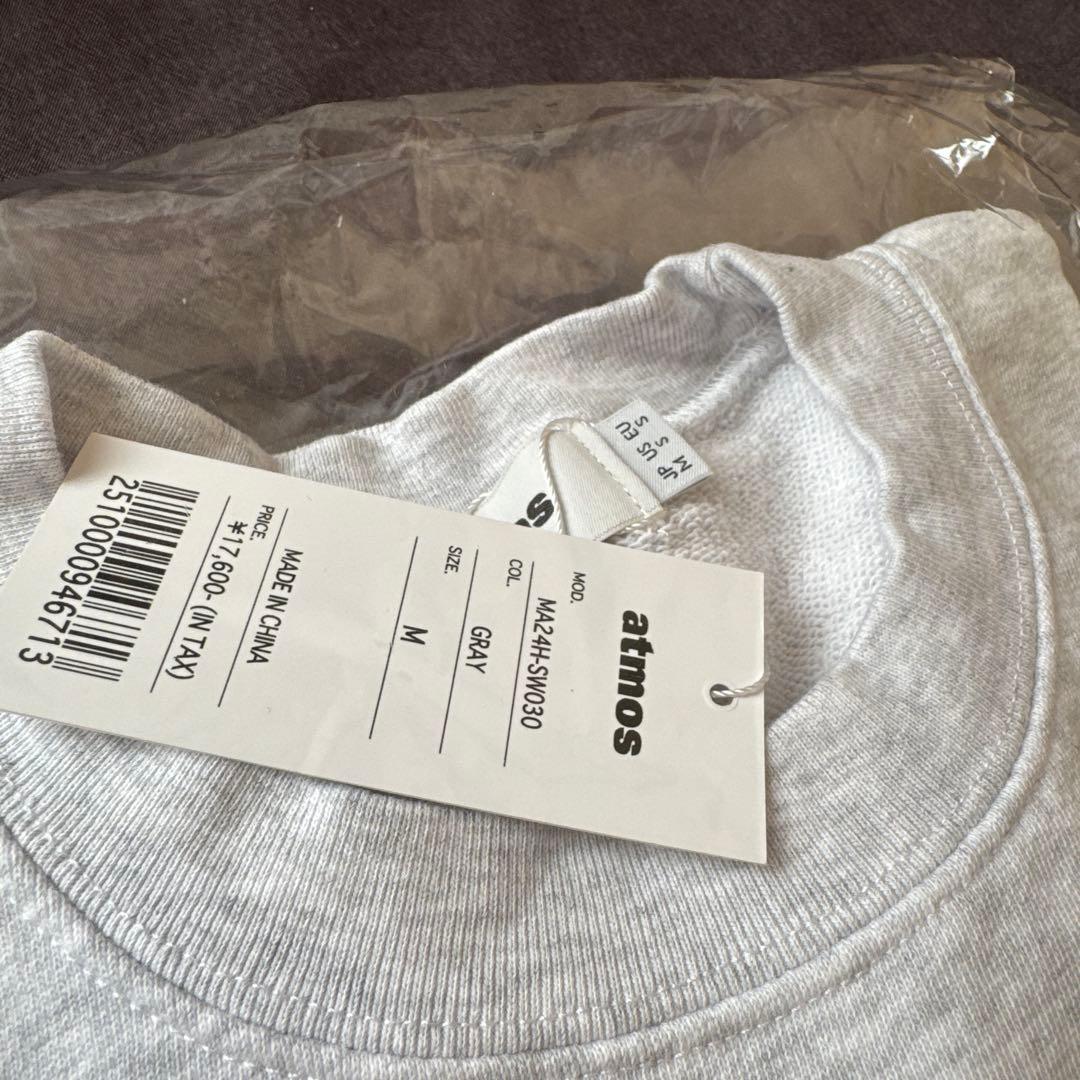 atmos
MOD.
MA24H-SW030
COL.
GRAY
SIZE.
M
MADE IN CHINA
PRICE.
¥17,600- (IN TAX)
2510000946713
JP US EU
M S S